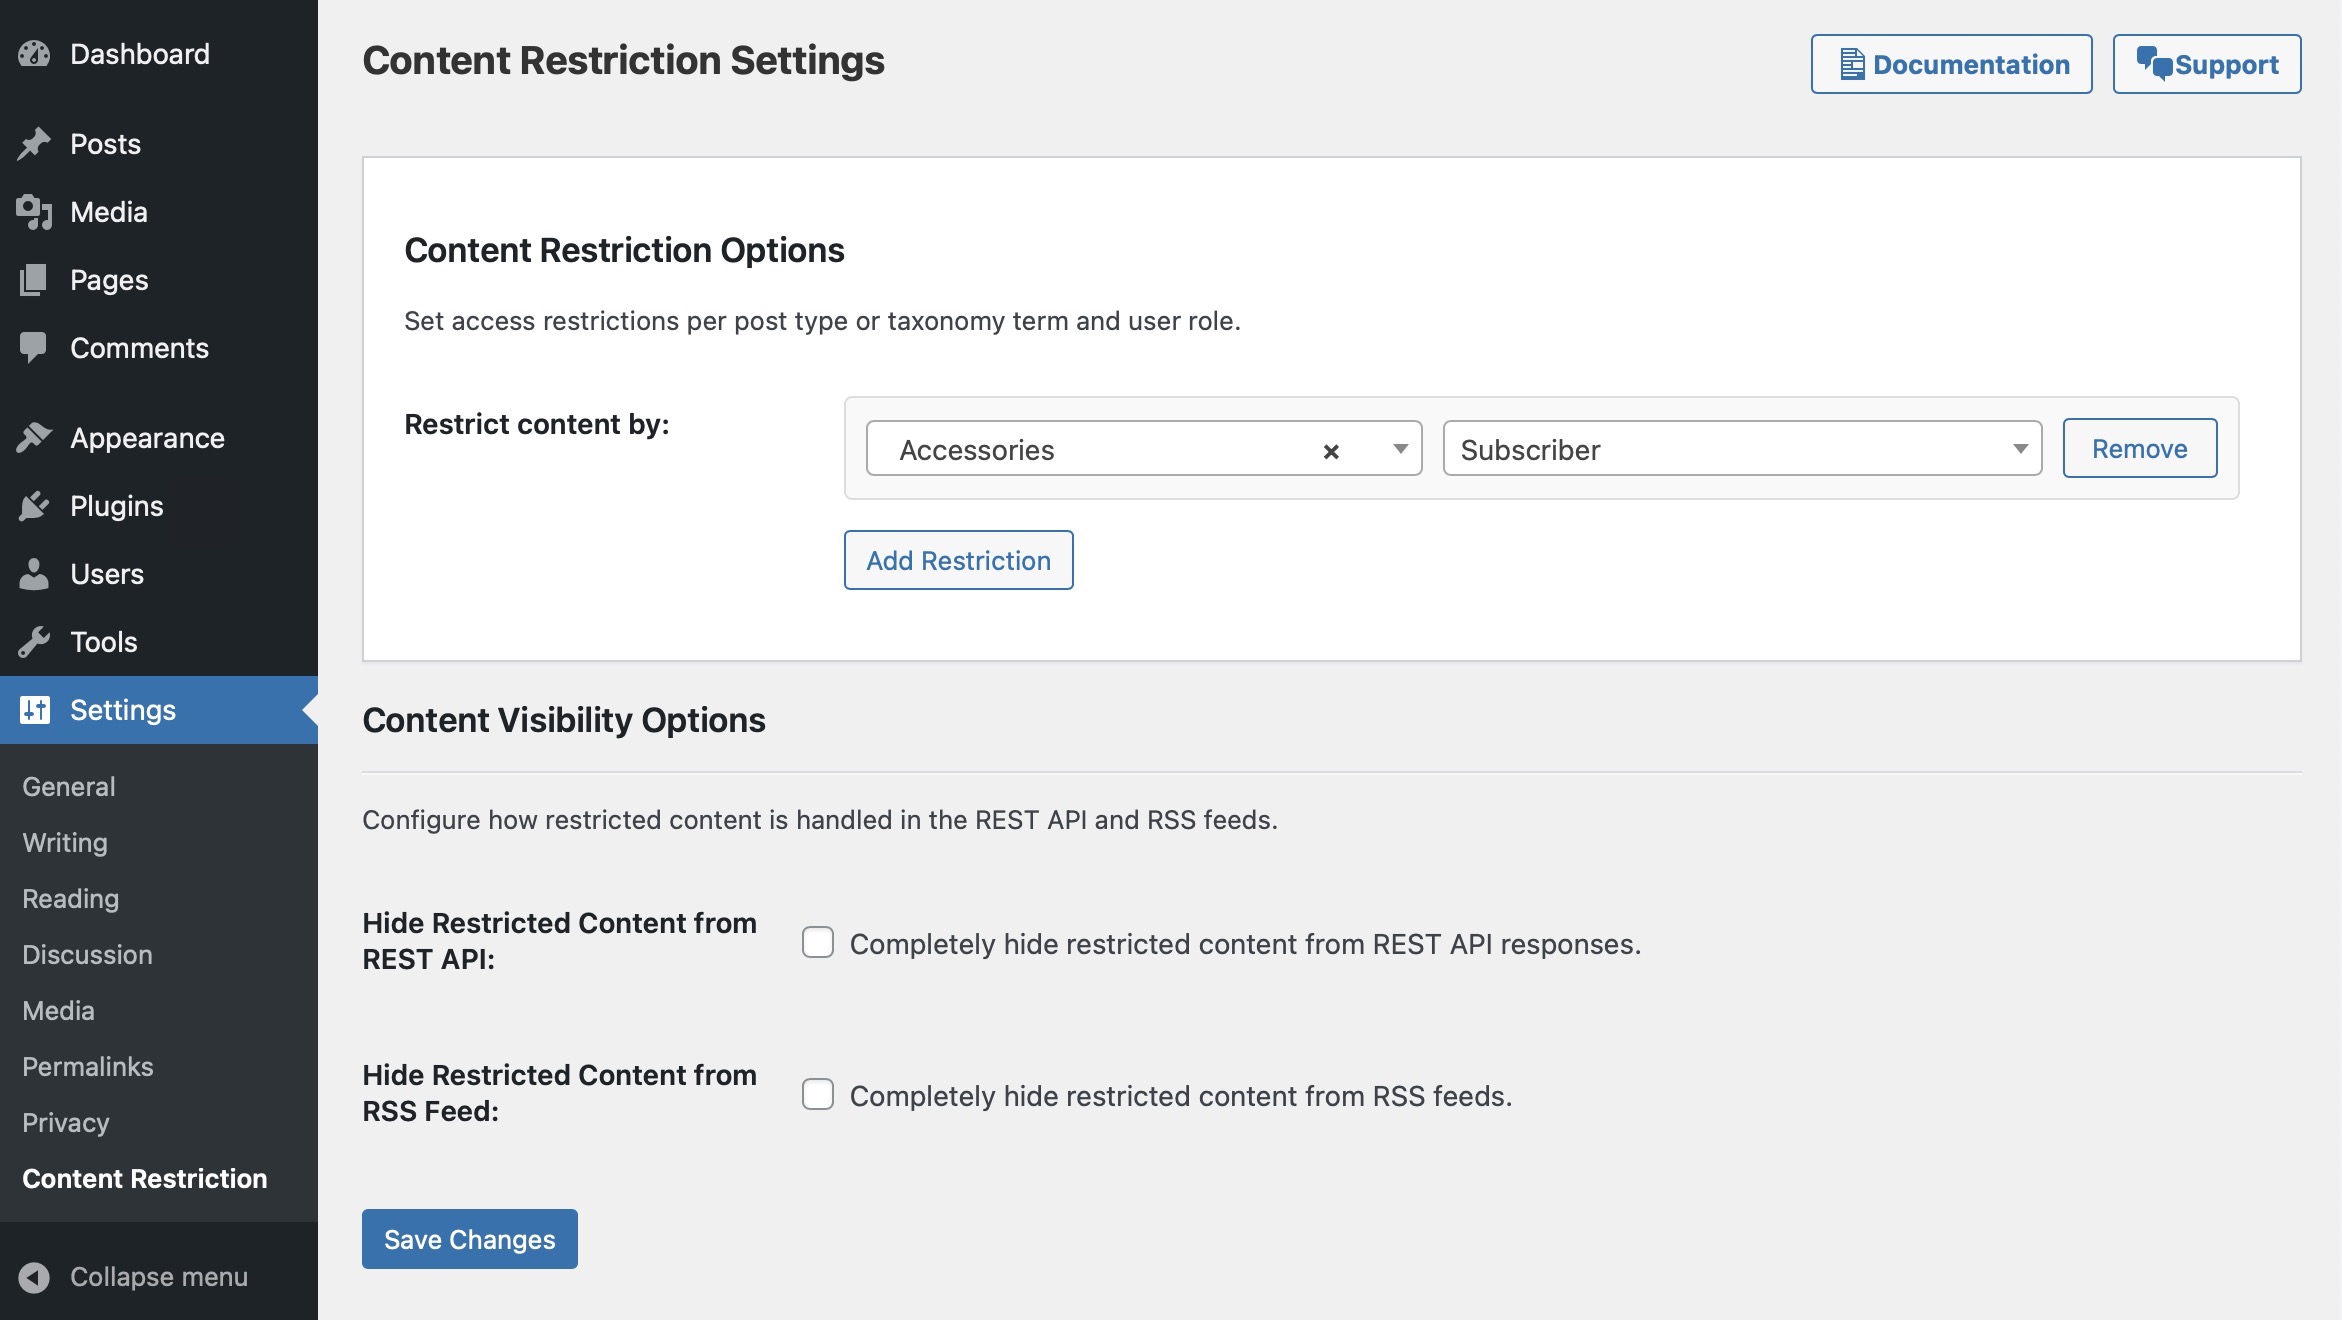 Dashboard
Posts
Media
Pages
Comments
Appearance
Plugins
Users
Tools
Settings
General
Writing
Reading
Discussion
Media
Permalinks
Privacy
Content Restriction
Collapse menu
Content Restriction Settings
Documentation
Support
Content Restriction Options
Set access restrictions per post type or taxonomy term and user role.
Restrict content by:
Accessories × Subscriber Remove
Add Restriction
Content Visibility Options
Configure how restricted content is handled in the REST API and RSS feeds.
Hide Restricted Content from
REST API:
Completely hide restricted content from REST API responses.
Hide Restricted Content from
RSS Feed:
Completely hide restricted content from RSS feeds.
Save Changes